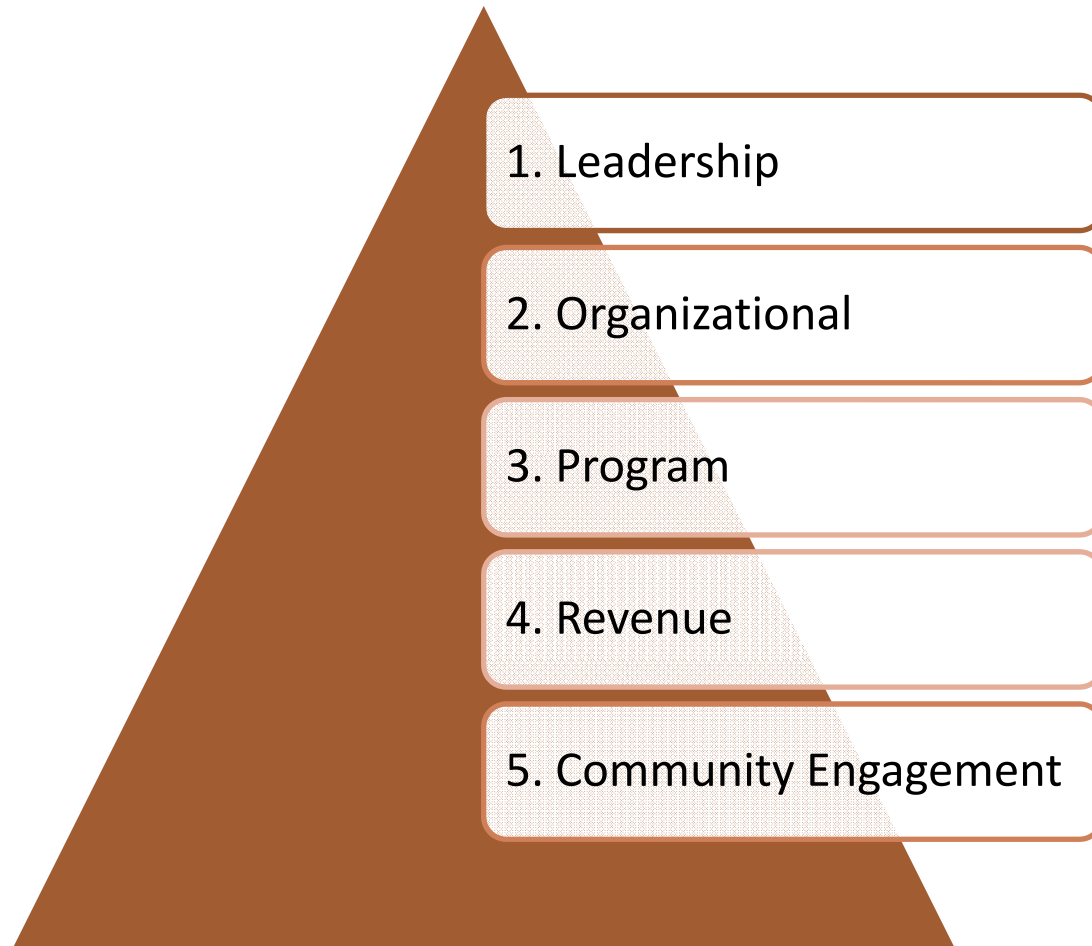 1. Leadership
2. Organizational
3. Program
4. Revenue
5. Community Engagement